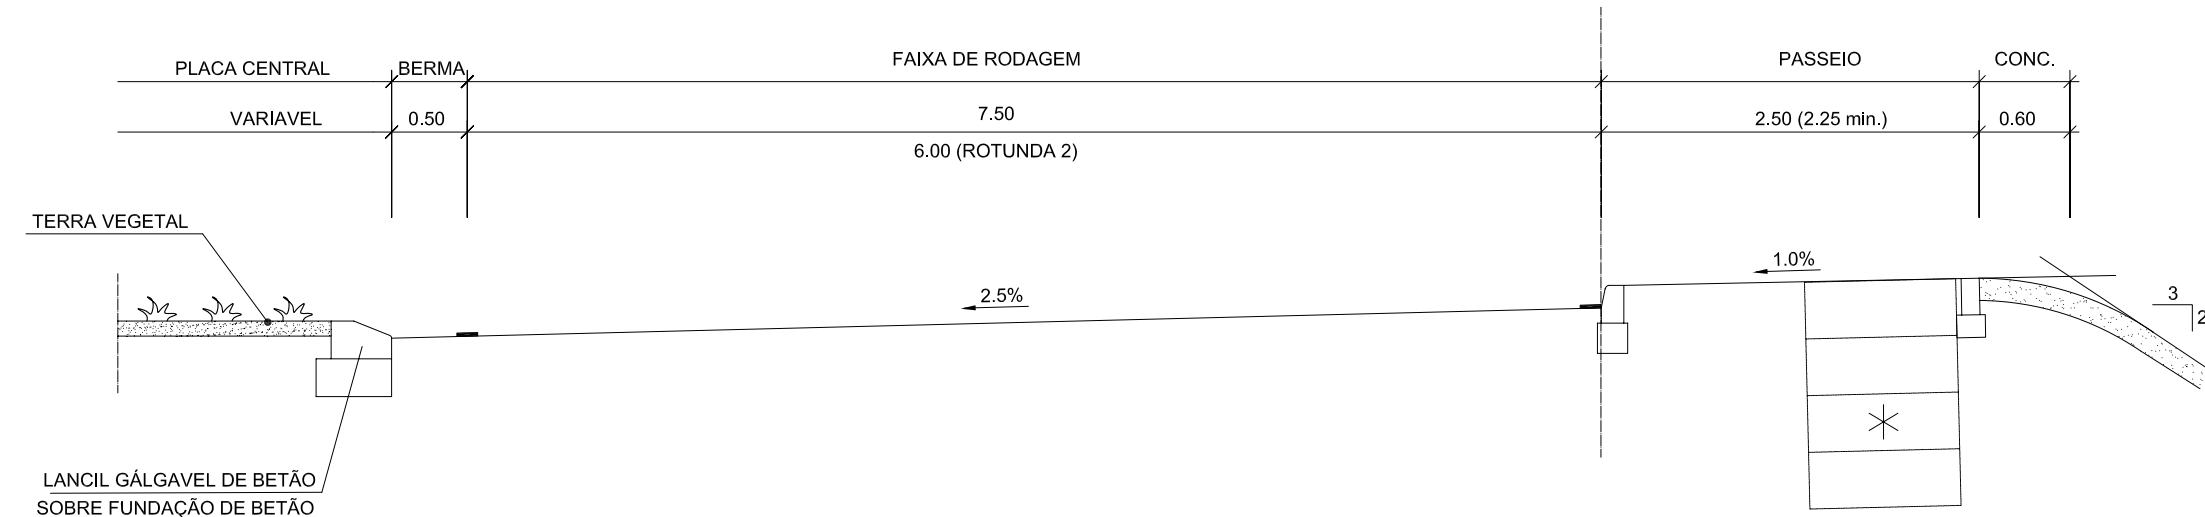 PLACA CENTRAL
BERMA
FAIXA DE RODAGEM
PASSEIO
CONC.
VARIAVEL
0.50
7.50
2.50 (2.25 min.)
0.60
6.00 (ROTUNDA 2)
TERRA VEGETAL
2.5%
1.0%
3
2
LANCIL GÁLGAVEL DE BETÃO
SOBRE FUNDAÇÃO DE BETÃO